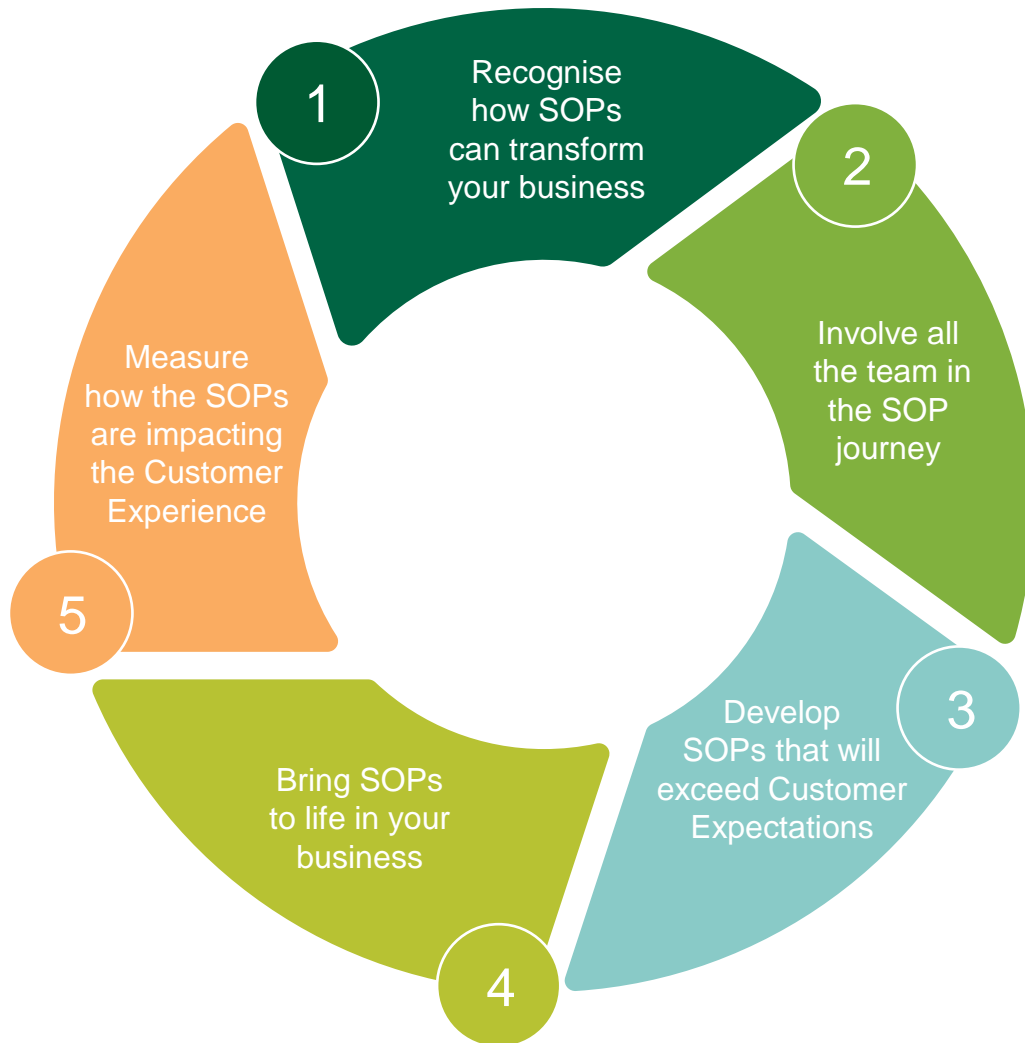 1
Recognise
how SOPs
can transform
your business
2
Involve all
the team in
the SOP
journey
3
Develop
SOPs that will
exceed Customer
Expectations
4
Bring SOPs
to life in your
business
5
Measure
how the SOPs
are impacting
the Customer
Experience